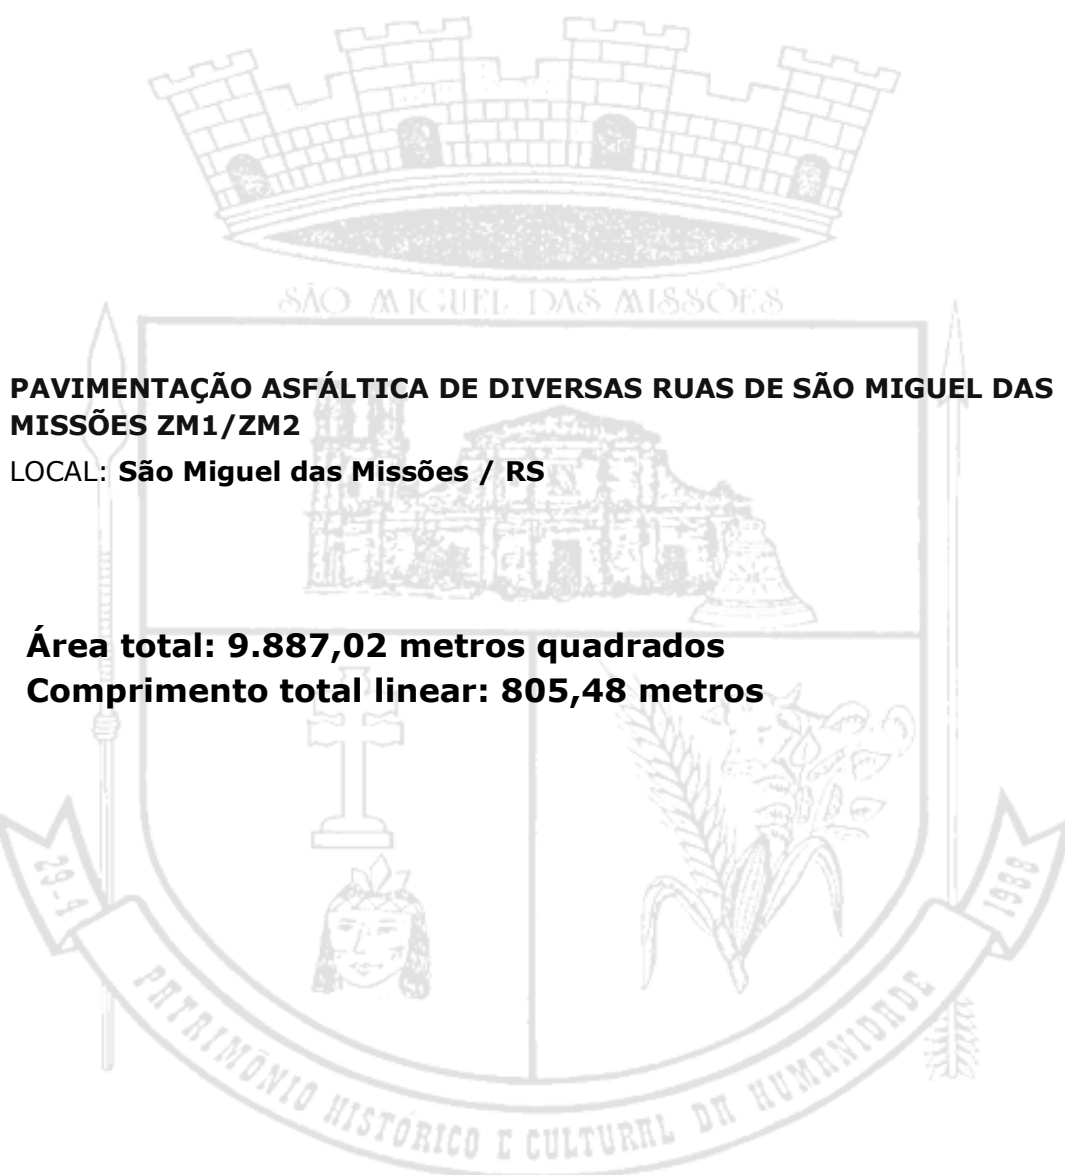 SÃO MIGUEL DAS MISSÕES
PAVIMENTAÇÃO ASFÁLTICA DE DIVERSAS RUAS DE SÃO MIGUEL DAS
MISSÕES ZM1/ZM2
LOCAL: São Miguel das Missões / RS
Área total: 9.887,02 metros quadrados
Comprimento total linear: 805,48 metros
29-4
1988
PATRIMÔNIO HISTÓRICO E CULTURAL DA HUMANIDADE